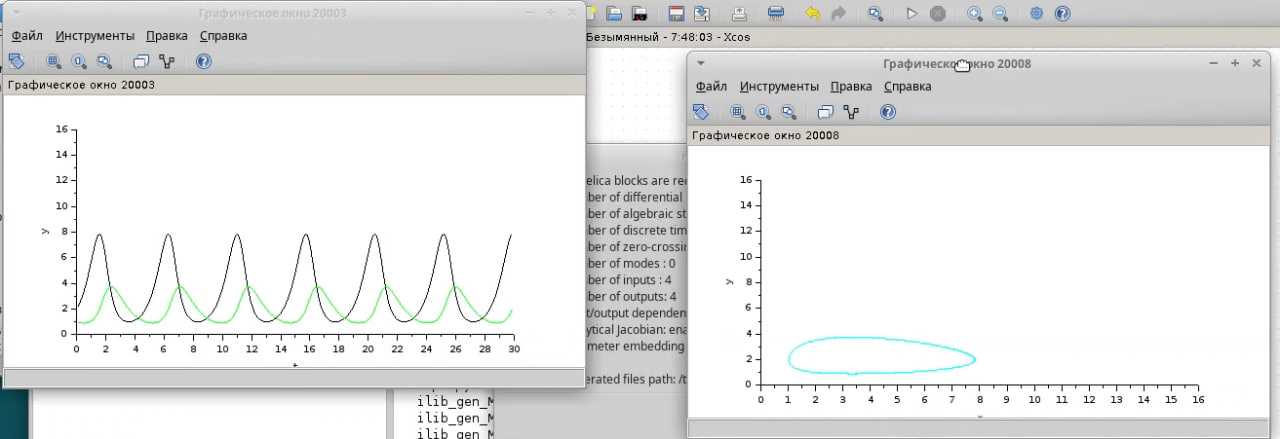 Графическое окно 20003
Файл Инструменты Правка Справка
Графическое окно 20003
16
14
12
10
y 8
6
4
2
0
0 2 4 6 8 10 12 14 16 18 20 22 24 26 28 30
t
Безымянный - 7:48:03 - Xcos
elica blocks are re
ber of differential
ber of algebraic st
ber of discrete tim
ber of zero-crossi
ber of modes : 0
ber of inputs : 4
ber of outputs: 4
t/output dependen
ytical Jacobian: ena
meter embedding
erated files path: /t
ilib_gen_M
ilib_gen_M
ilib_gen_M
Графическо окно 20008
Файл Инструменты Правка Справка
Графическое окно 20008
16
14
12
10
y 8
6
4
2
0
0 1 2 3 4 5 6 7 8 9 10 11 12 13 14 15 16